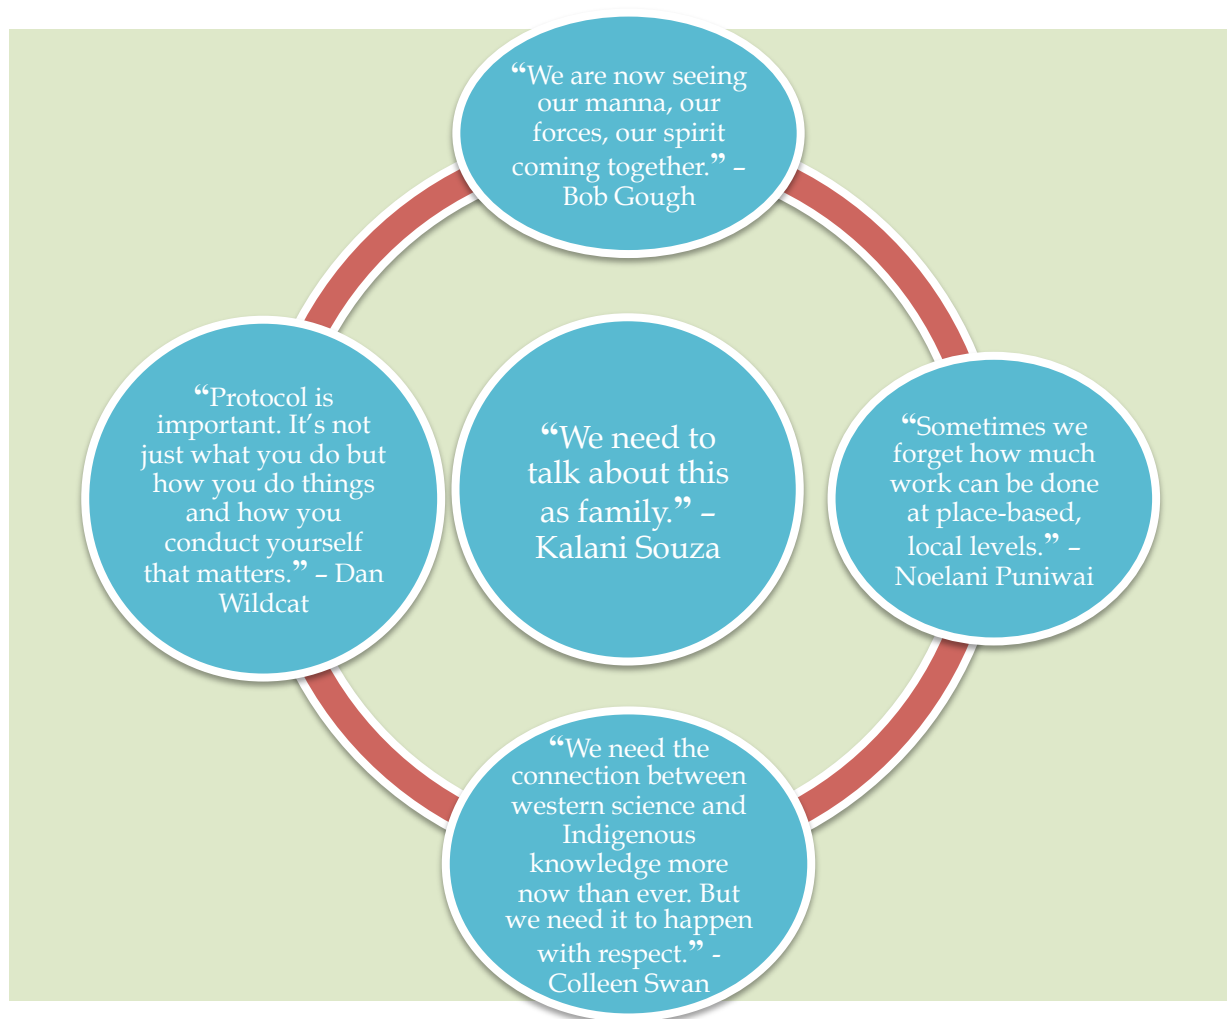 “We are now seeing
our manna, our
forces, our spirit
coming together.” –
Bob Gough
“Protocol is
important. It’s not
just what you do but
how you do things
and how you
conduct yourself
that matters.” – Dan
Wildcat
“We need to
talk about this
as family.” –
Kalani Souza
“Sometimes we
forget how much
work can be done
at place-based,
local levels.” –
Noelani Puniwai
“We need the
connection between
western science and
Indigenous
knowledge more
now than ever. But
we need it to happen
with respect.” -
Colleen Swan